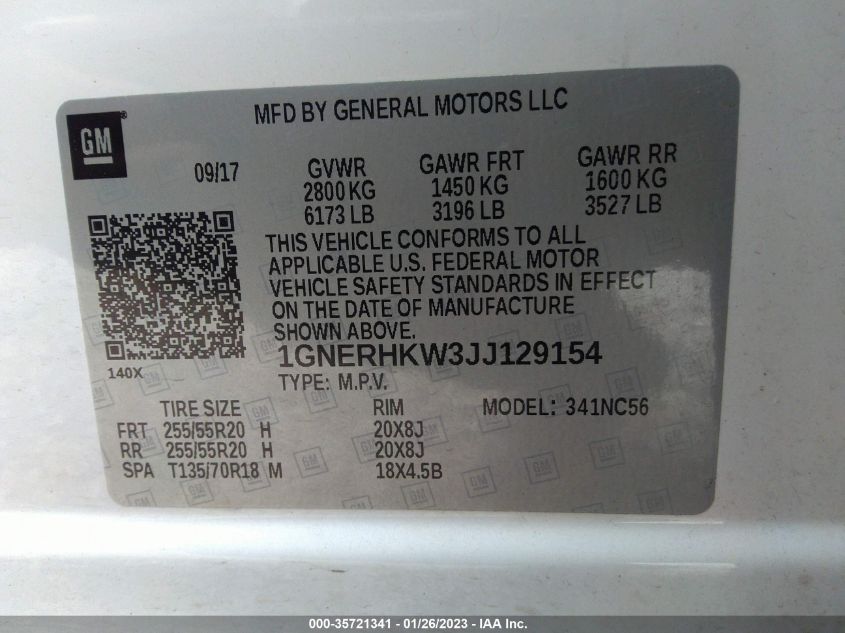 MFD BY GENERAL MOTORS LLC
GM®
09/17 GVWR GAWR FRT GAWR RR
2800 KG 1450 KG 1600 KG
6173 LB 3196 LB 3527 LB
THIS VEHICLE CONFORMS TO ALL
APPLICABLE U.S. FEDERAL MOTOR
VEHICLE SAFETY STANDARDS IN EFFECT
ON THE DATE OF MANUFACTURE
SHOWN ABOVE.
1GNERHKW3JJ129154
140X
TYPE: M.P.V.
TIRE SIZE RIM MODEL: 341NC56
FRT 255/55R20 H 20X8J
RR 255/55R20 H 20X8J
SPA T135/70R18 M 18X4.5B
000-35721341 - 01/26/2023 - IAA Inc.